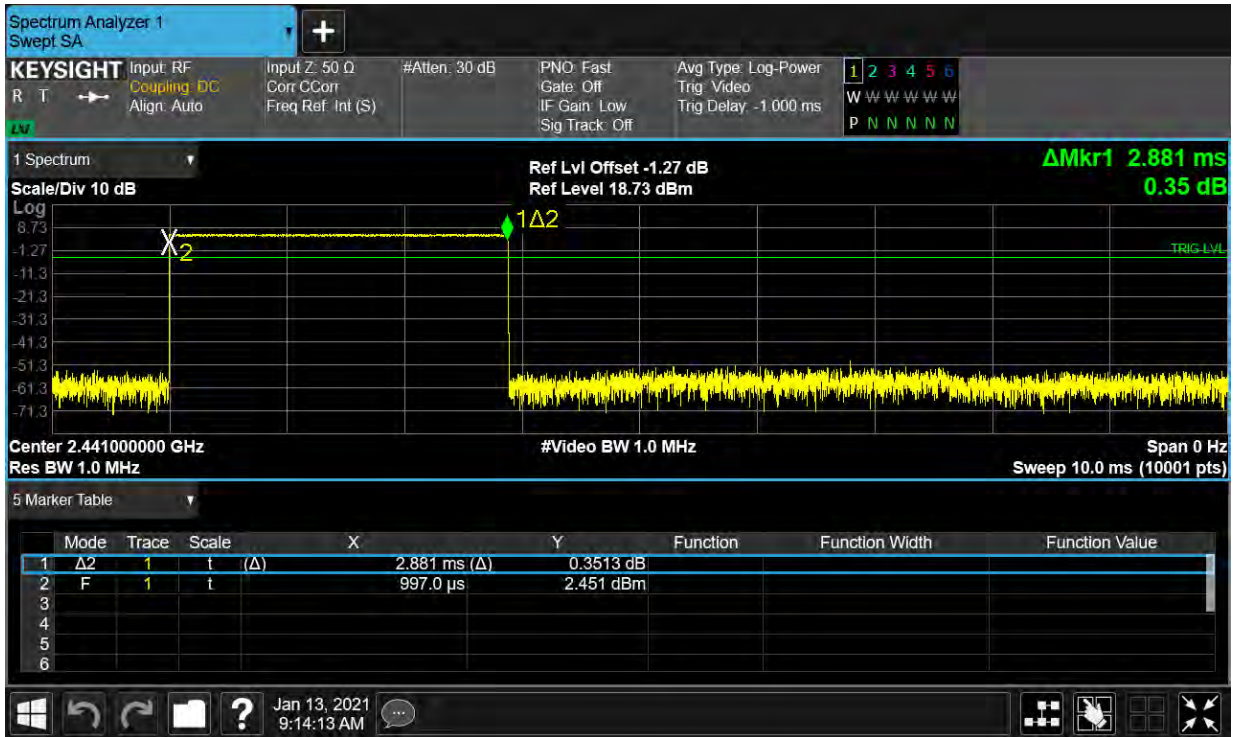 Spectrum Analyzer 1
Swept SA
KEYSIGHT
R T
Input: RF
Coupling: DC
Align: Auto
Input Z: 50 Ω
Corr CCorr
Freq Ref: Int (S)
#Atten: 30 dB
PNO: Fast
Gate: Off
IF Gain: Low
Sig Track: Off
Avg Type: Log-Power
Trig: Video
Trig Delay: -1.000 ms
1 2 3 4 5 6
W W W W W W
P N N N N N
1 Spectrum
Scale/Div 10 dB
Log
Ref Lvl Offset -1.27 dB
Ref Level 18.73 dBm
ΔMkr1 2.881 ms
0.35 dB
8.73
-1.27
-11.3
-21.3
-31.3
-41.3
-51.3
-61.3
-71.3
1Δ2
2
TRIG LVL
Center 2.441000000 GHz
Res BW 1.0 MHz
#Video BW 1.0 MHz
Span 0 Hz
Sweep 10.0 ms (10001 pts)
5 Marker Table
Mode Trace Scale X Y Function Function Width Function Value
1 Δ2 1 t (Δ) 2.881 ms (Δ) 0.3513 dB
2 F 1 t 997.0 µs 2.451 dBm
3
4
5
6
?
Jan 13, 2021
9:14:13 AM